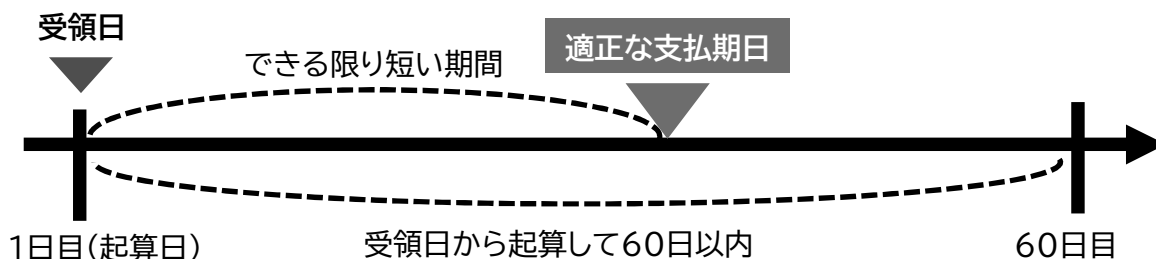 受領日
できる限り短い期間
適正な支払期日
1日目(起算日)
受領日から起算して60日以内
60日目